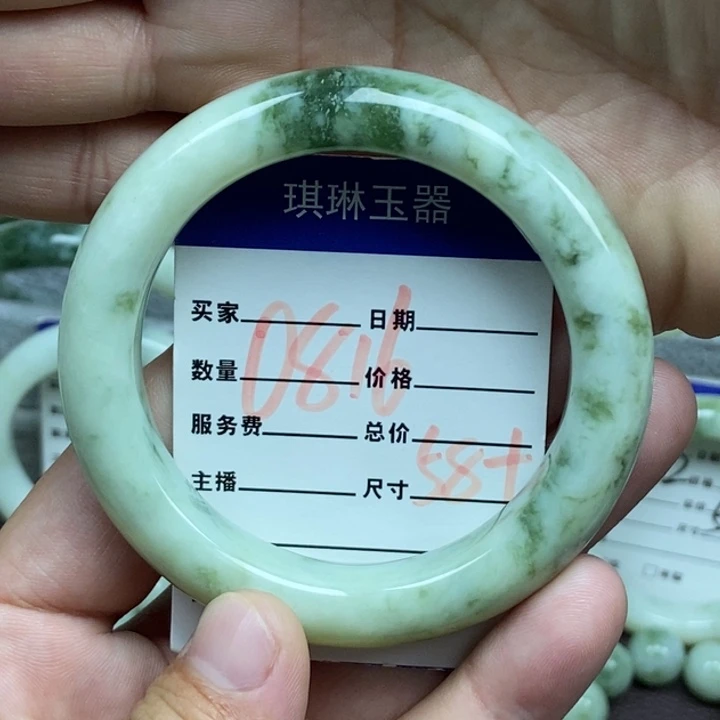 琪琳玉器
买家 日期
0816
数量 价格
服务费 总价
58+
主播 尺寸